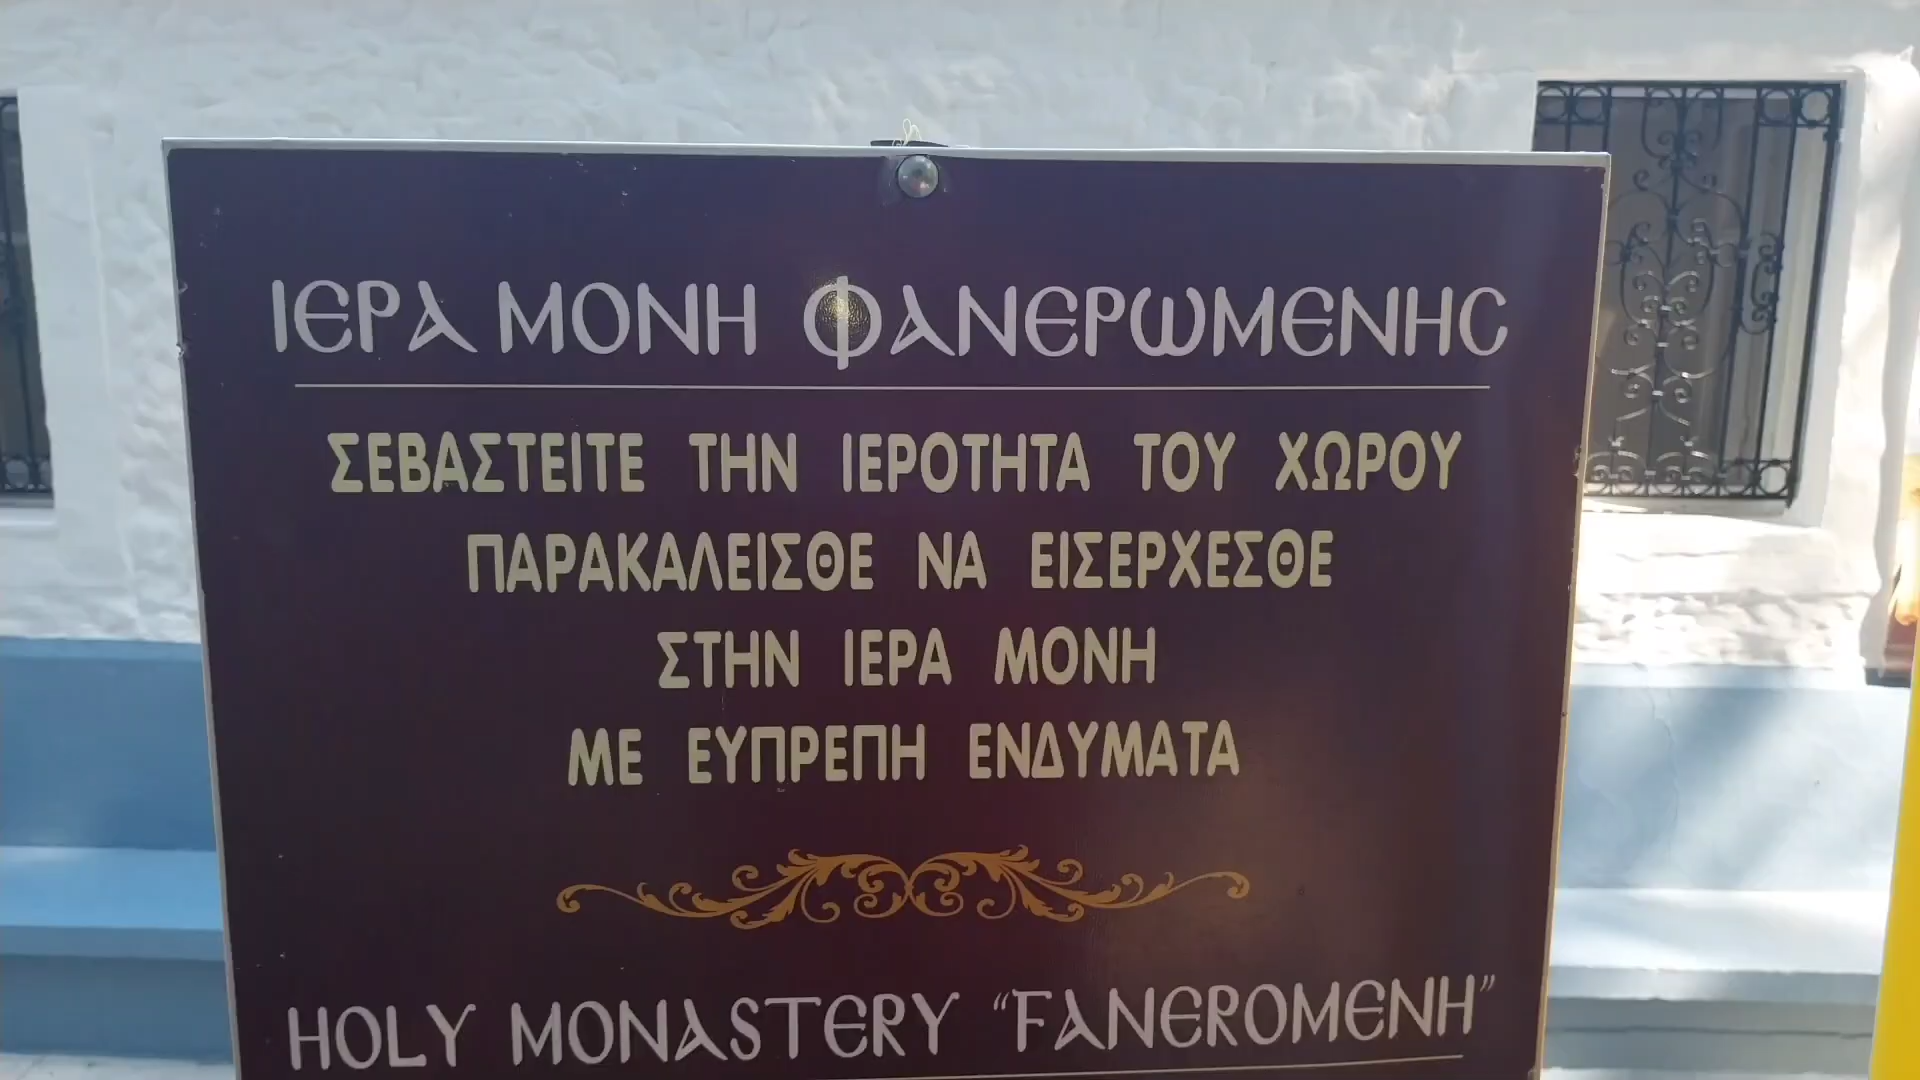 ΙΕΡΑ ΜΟΝΗ ΦΑΝΕΡΩΜΕΝΗC
ΣΕΒΑΣΤΕΙΤΕ ΤΗΝ ΙΕΡΟΤΗΤΑ ΤΟΥ ΧΩΡΟΥ
ΠΑΡΑΚΑΛΕΙΣΘΕ ΝΑ ΕΙΣΕΡΧΕΣΘΕ
ΣΤΗΝ ΙΕΡΑ ΜΟΝΗ
ΜΕ ΕΥΠΡΕΠΗ ΕΝΔΥΜΑΤΑ
HOLY MONASTERY “FANEROMENH”